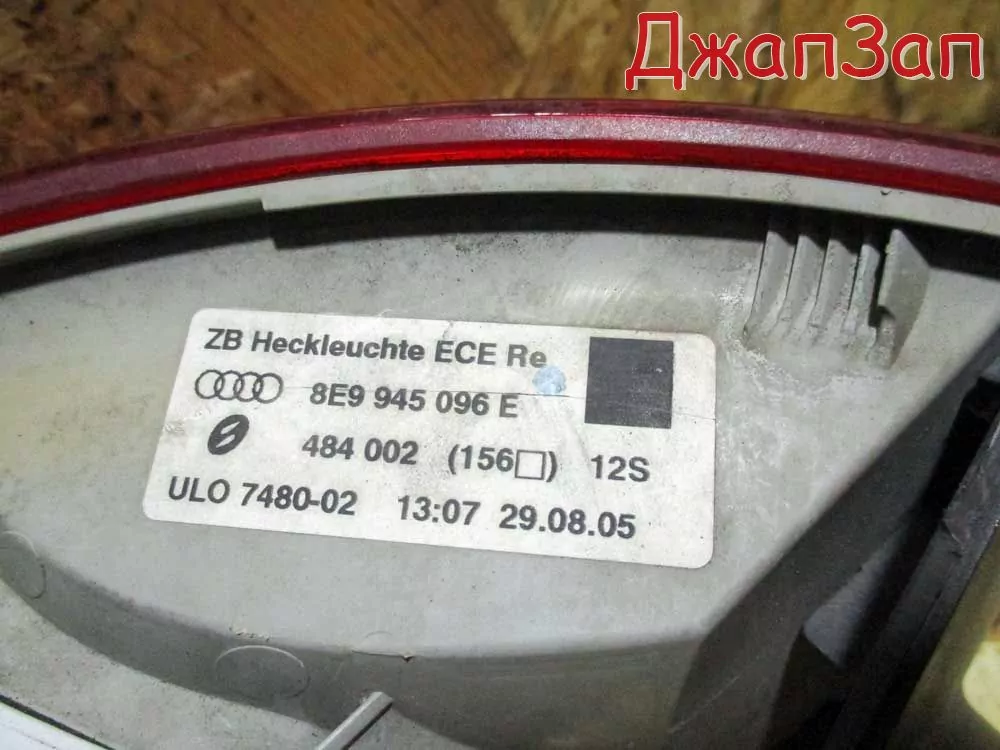 ДжапЗап
ZB Heckleuchte ECE Re
8E9 945 096 E
484 002 (156□) 12S
ULO 7480-02 13:07 29.08.05